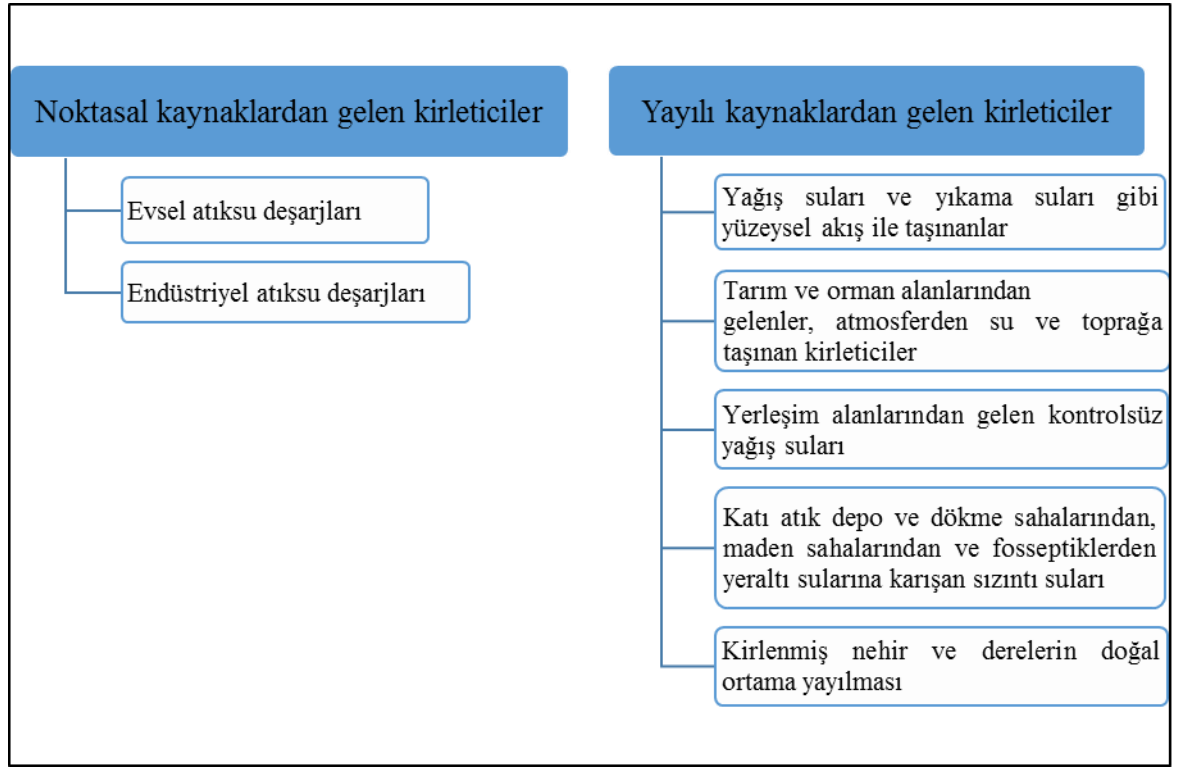 Noktasal kaynaklardan gelen kirleticiler
Evsel atıksu deşarjları
Endüstriyel atıksu deşarjları
Yayılı kaynaklardan gelen kirleticiler
Yağış suları ve yıkama suları gibi
yüzeysel akış ile taşınanlar
Tarım ve orman alanlarından
gelenler, atmosferden su ve toprağa
taşınan kirleticiler
Yerleşim alanlarından gelen kontrolsüz
yağış suları
Katı atık depo ve dökme sahalarından,
maden sahalarından ve fosseptiklerden
yeraltı sularına karışan sızıntı suları
Kirlenmiş nehir ve derelerin doğal
ortama yayılması